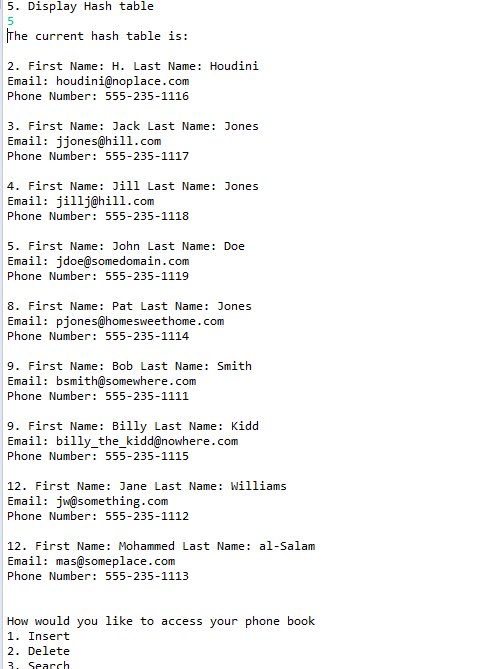 5. Display Hash table
5
The current hash table is:
2. First Name: H. Last Name: Houdini
Email: houdini@noplace.com
Phone Number: 555-235-1116
3. First Name: Jack Last Name: Jones
Email: jjones@hill.com
Phone Number: 555-235-1117
4. First Name: Jill Last Name: Jones
Email: jillj@hill.com
Phone Number: 555-235-1118
5. First Name: John Last Name: Doe
Email: jdoe@somedomain.com
Phone Number: 555-235-1119
8. First Name: Pat Last Name: Jones
Email: pjones@homesweethome.com
Phone Number: 555-235-1114
9. First Name: Bob Last Name: Smith
Email: bsmith@somewhere.com
Phone Number: 555-235-1111
9. First Name: Billy Last Name: Kidd
Email: billy_the_kidd@nowhere.com
Phone Number: 555-235-1115
12. First Name: Jane Last Name: Williams
Email: jw@something.com
Phone Number: 555-235-1112
12. First Name: Mohammed Last Name: al-Salam
Email: mas@someplace.com
Phone Number: 555-235-1113
How would you like to access your phone book
1. Insert
2. Delete
3. Search